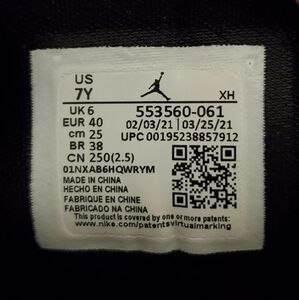 US
7Y
XH
UK 6
EUR 40
cm 25
BR 38
CN 250(2.5)
553560-061
02/03/21 03/25/21
UPC 00195238857912
01NXAB6HQWRYM
MADE IN CHINA
HECHO EN CHINA
FABRIQUE EN CHINE
FABRICADO NA CHINA
This product is covered by one or more patents:
www.nike.com/patentsvirtualmarking